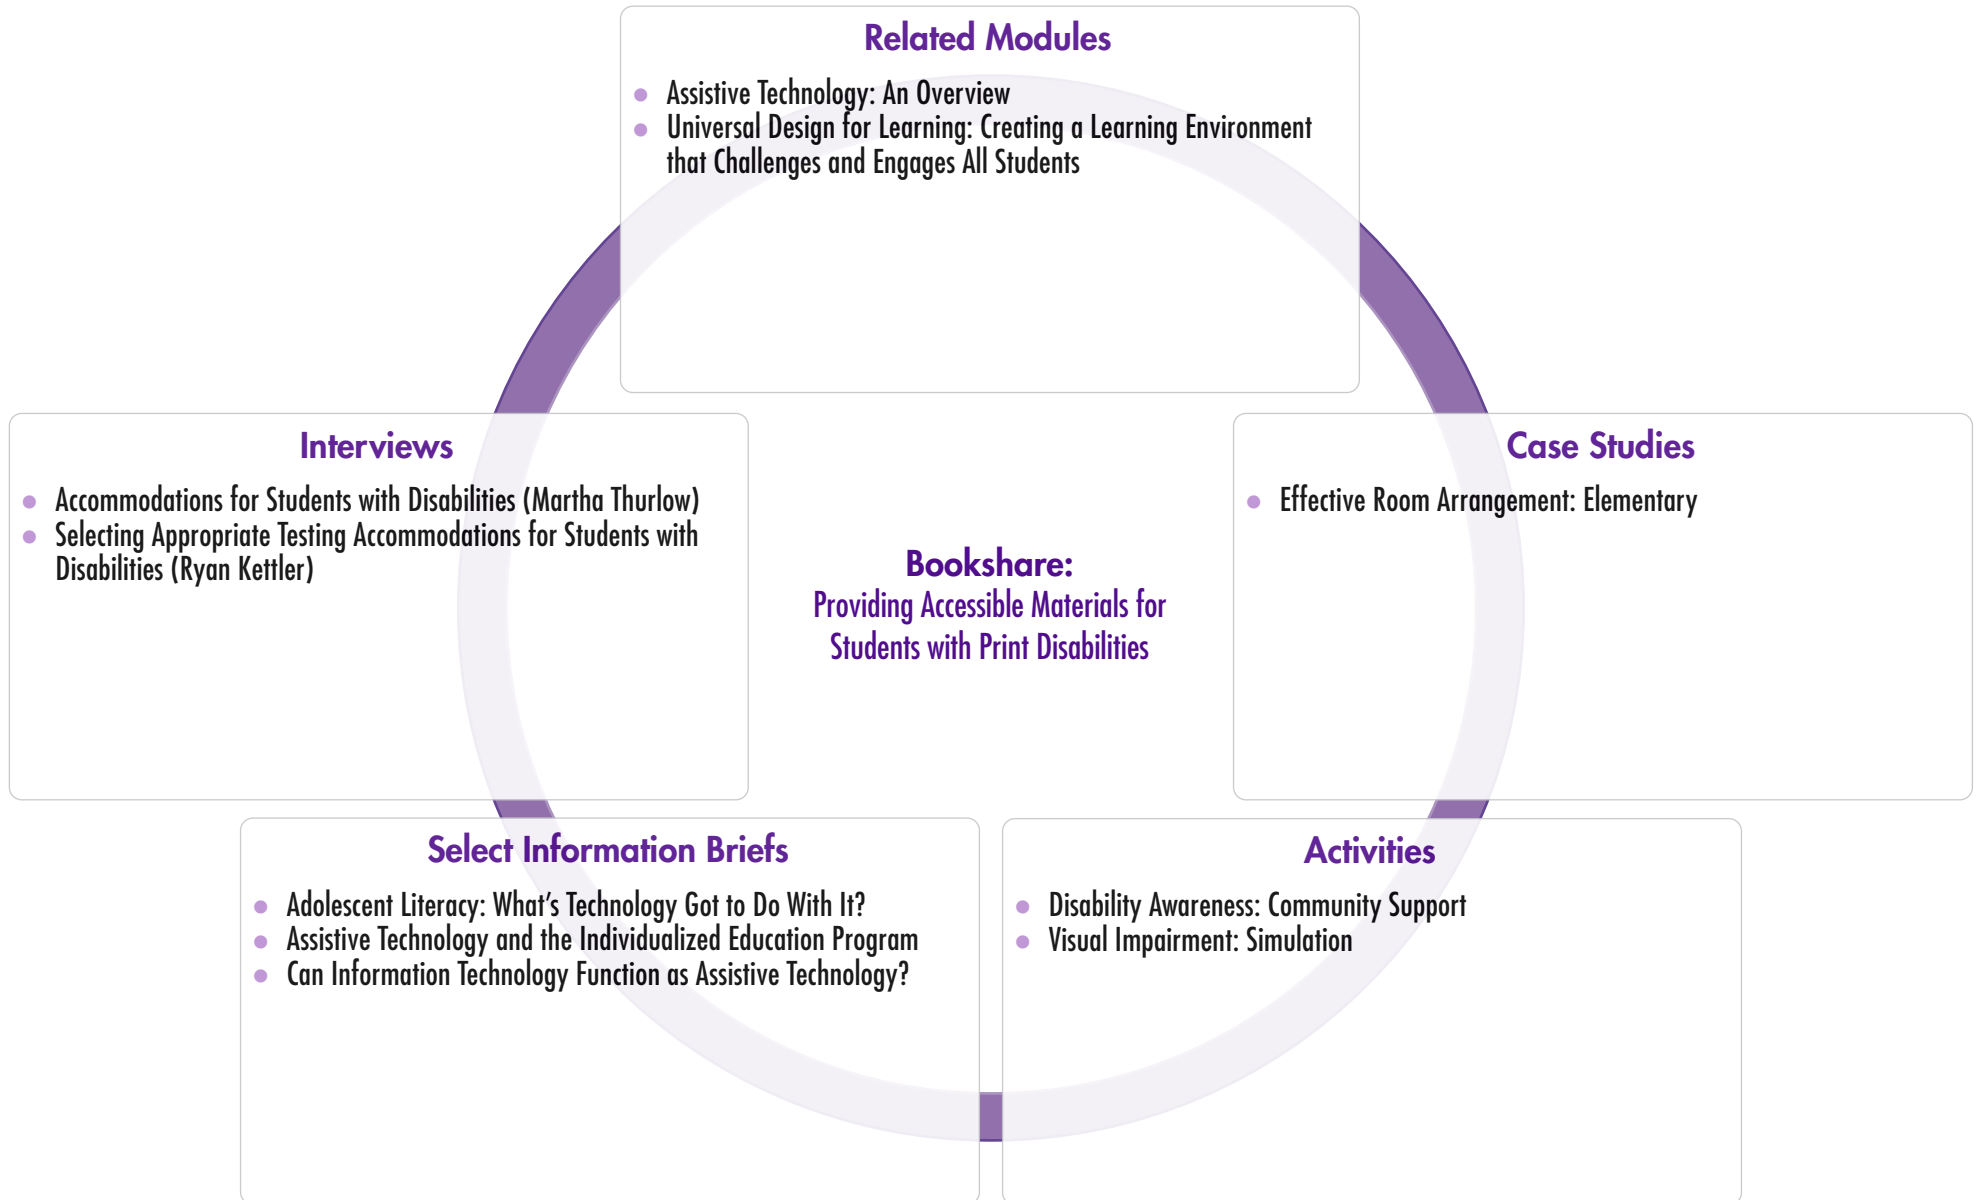 Related Modules
Assistive Technology: An Overview
Universal Design for Learning: Creating a Learning Environment
that Challenges and Engages All Students
Interviews
Accommodations for Students with Disabilities (Martha Thurlow)
Selecting Appropriate Testing Accommodations for Students with
Disabilities (Ryan Kettler)
Bookshare:
Providing Accessible Materials for
Students with Print Disabilities
Case Studies
Effective Room Arrangement: Elementary
Select Information Briefs
Adolescent Literacy: What’s Technology Got to Do With It?
Assistive Technology and the Individualized Education Program
Can Information Technology Function as Assistive Technology?
Activities
Disability Awareness: Community Support
Visual Impairment: Simulation